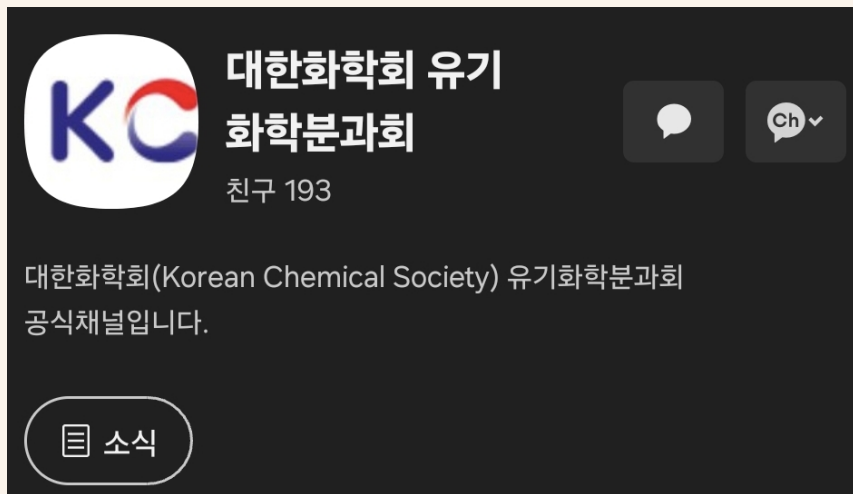 KC
대한화학회 유기
화학분과회
친구 193
Ch
대한화학회(Korean Chemical Society) 유기화학분과회
공식채널입니다.
소식